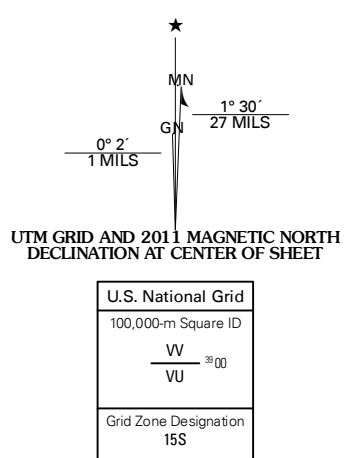 ★
MN
1° 30´
27 MILS
GN
0° 2´
1 MILS
UTM GRID AND 2011 MAGNETIC NORTH
DECLINATION AT CENTER OF SHEET
U.S. National Grid
100,000-m Square ID
VV
3900
VU
Grid Zone Designation
15S